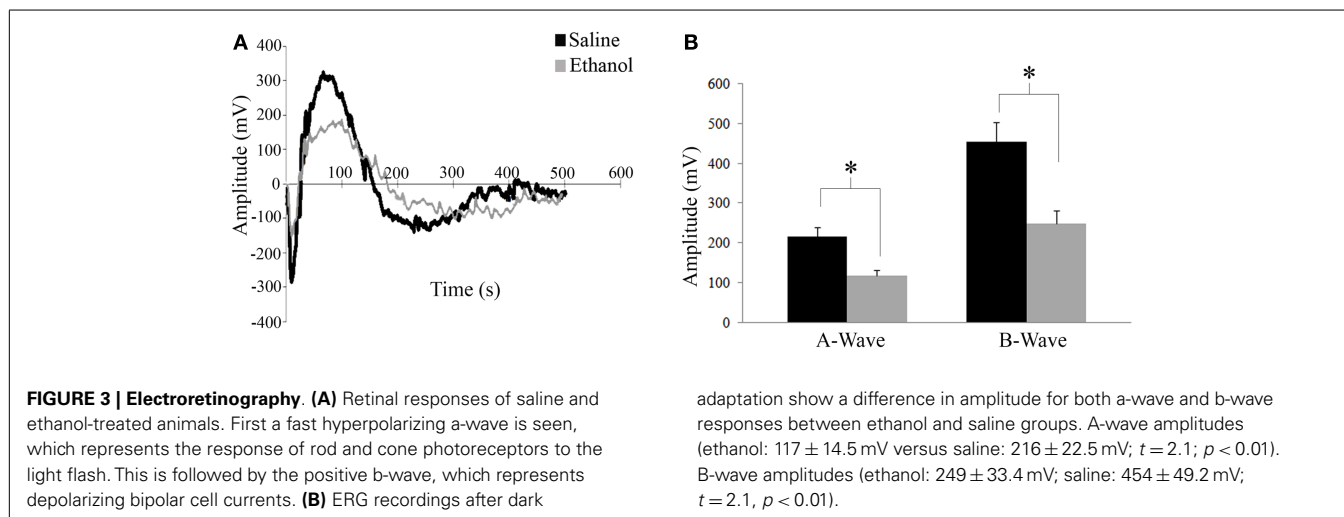 A
Saline
Ethanol
400
300
200
100
0
-100
-200
-300
-400
100 200 300 400 500 600
Amplitude (mV)
Time (s)
B
*
*
600
500
400
300
200
100
0
Amplitude (mV)
A-Wave B-Wave
FIGURE 3 | Electroretinography. (A) Retinal responses of saline and
ethanol-treated animals. First a fast hyperpolarizing a-wave is seen,
which represents the response of rod and cone photoreceptors to the
light flash. This is followed by the positive b-wave, which represents
depolarizing bipolar cell currents. (B) ERG recordings after dark
adaptation show a difference in amplitude for both a-wave and b-wave
responses between ethanol and saline groups. A-wave amplitudes
(ethanol: 117 ± 14.5 mV versus saline: 216 ± 22.5 mV; t = 2.1; p < 0.01).
B-wave amplitudes (ethanol: 249 ± 33.4 mV; saline: 454 ± 49.2 mV;
t = 2.1, p < 0.01).